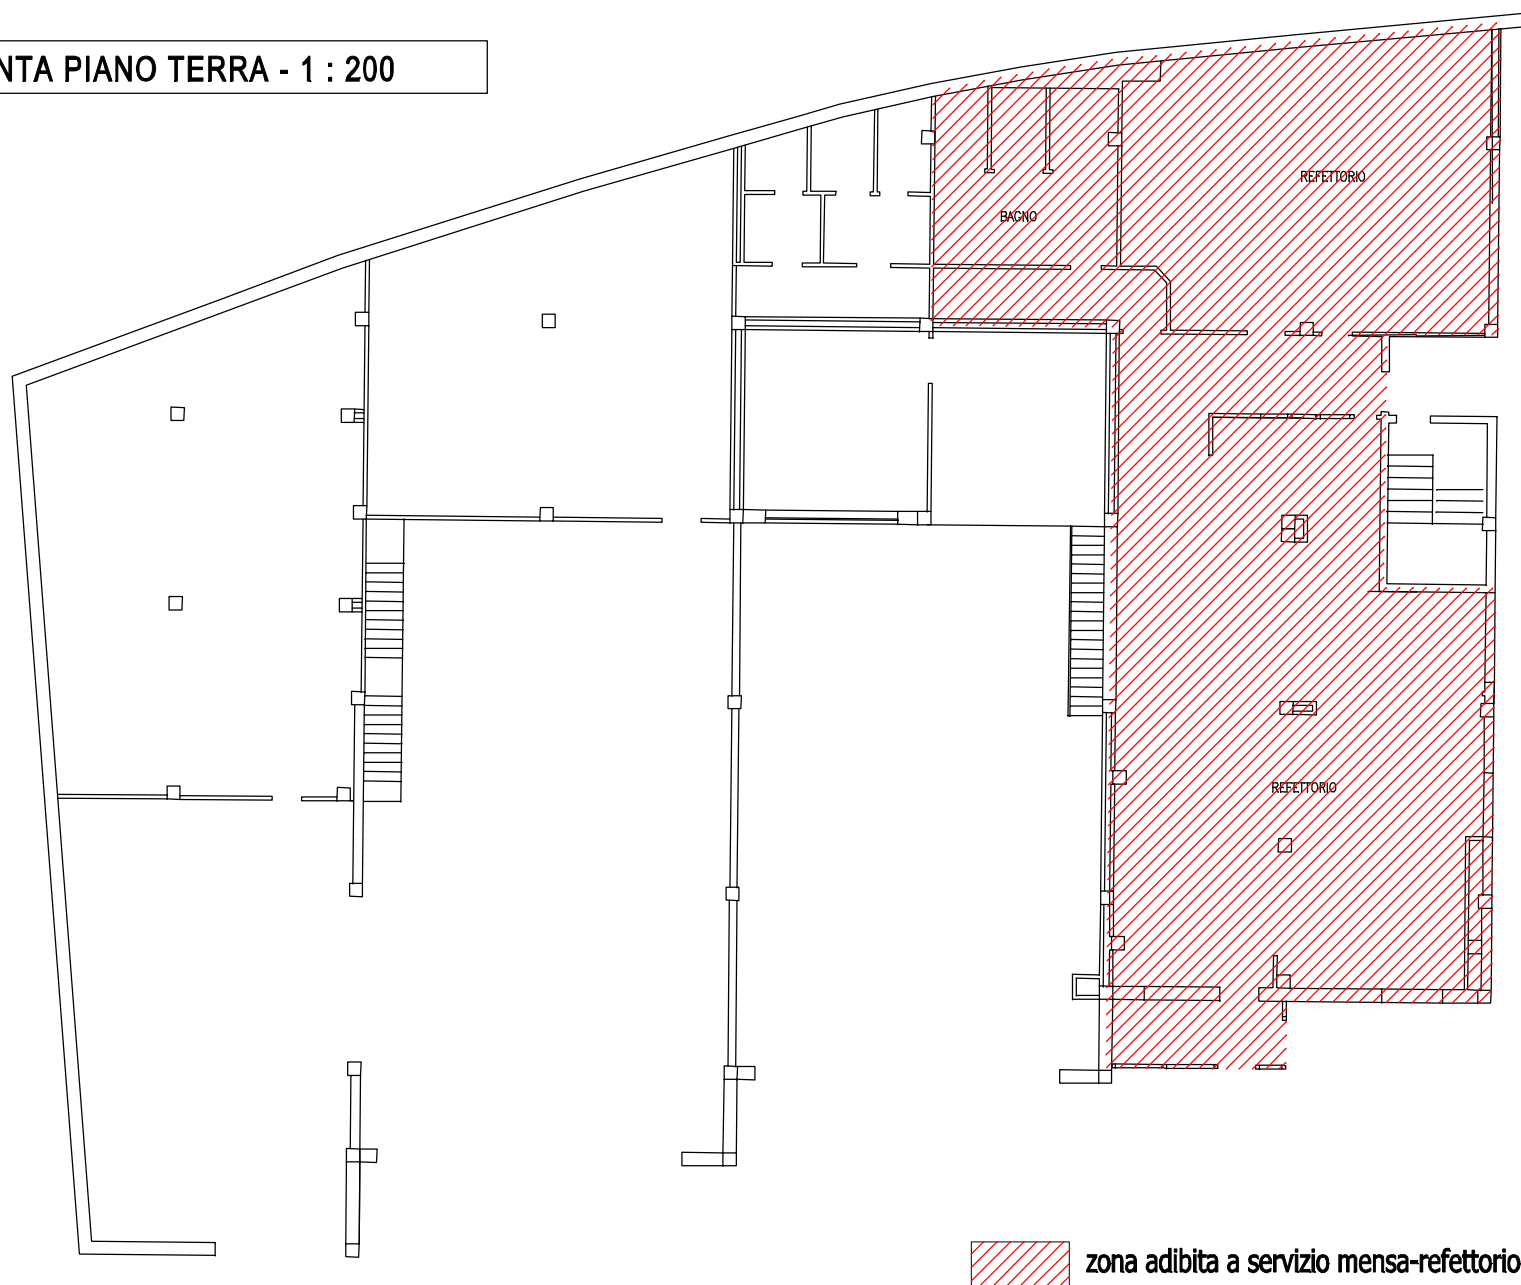 NTA PIANO TERRA - 1 : 200
REFETTORIO
BAGNO
REFETTORIO
zona adibita a servizio mensa-refettorio